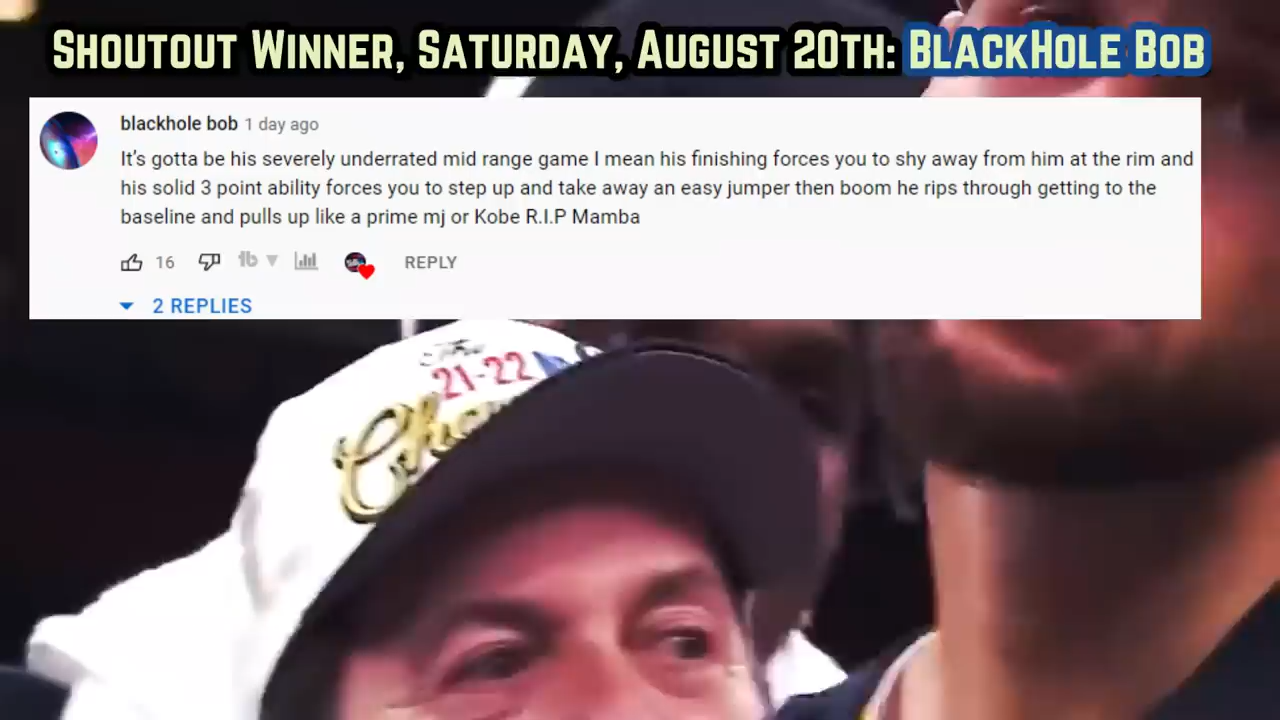 SHOUTOUT WINNER, SATURDAY, AUGUST 20TH: BLACKHOLE BOB
blackhole bob 1 day ago
It's gotta be his severely underrated mid range game I mean his finishing forces you to shy away from him at the rim and
his solid 3 point ability forces you to step up and take away an easy jumper then boom he rips through getting to the
baseline and pulls up like a prime mj or Kobe R.I.P Mamba
16
REPLY
2 REPLIES
21-22